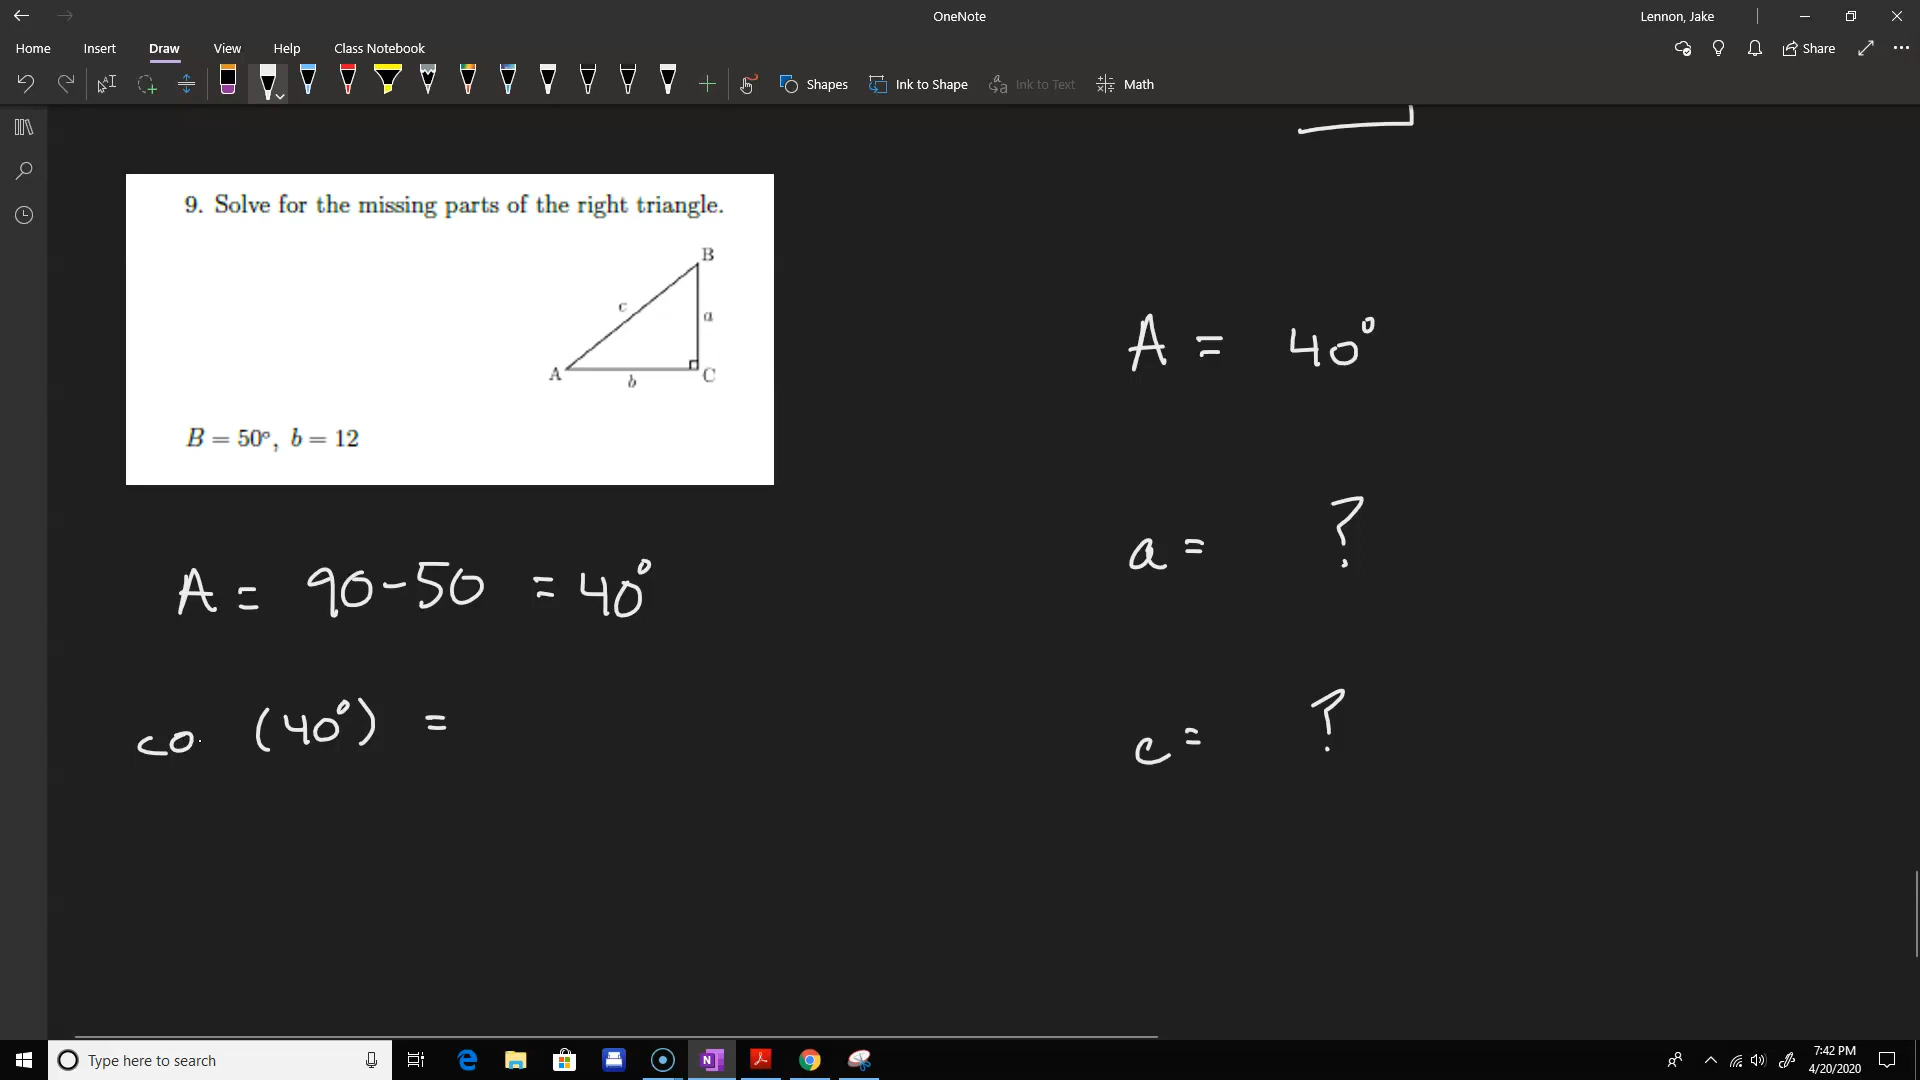 OneNote
Lennon, Jake
Home Insert Draw View Help Class Notebook
Share
Shapes Ink to Shape Ink to Text Math
9. Solve for the missing parts of the right triangle.
B
c
a
A
b
C
B = 50°, b = 12
A = 90-50 = 40°
co (40°) =
A = 40°
a = ?
c = ?
Type here to search
7:42 PM
4/20/2020